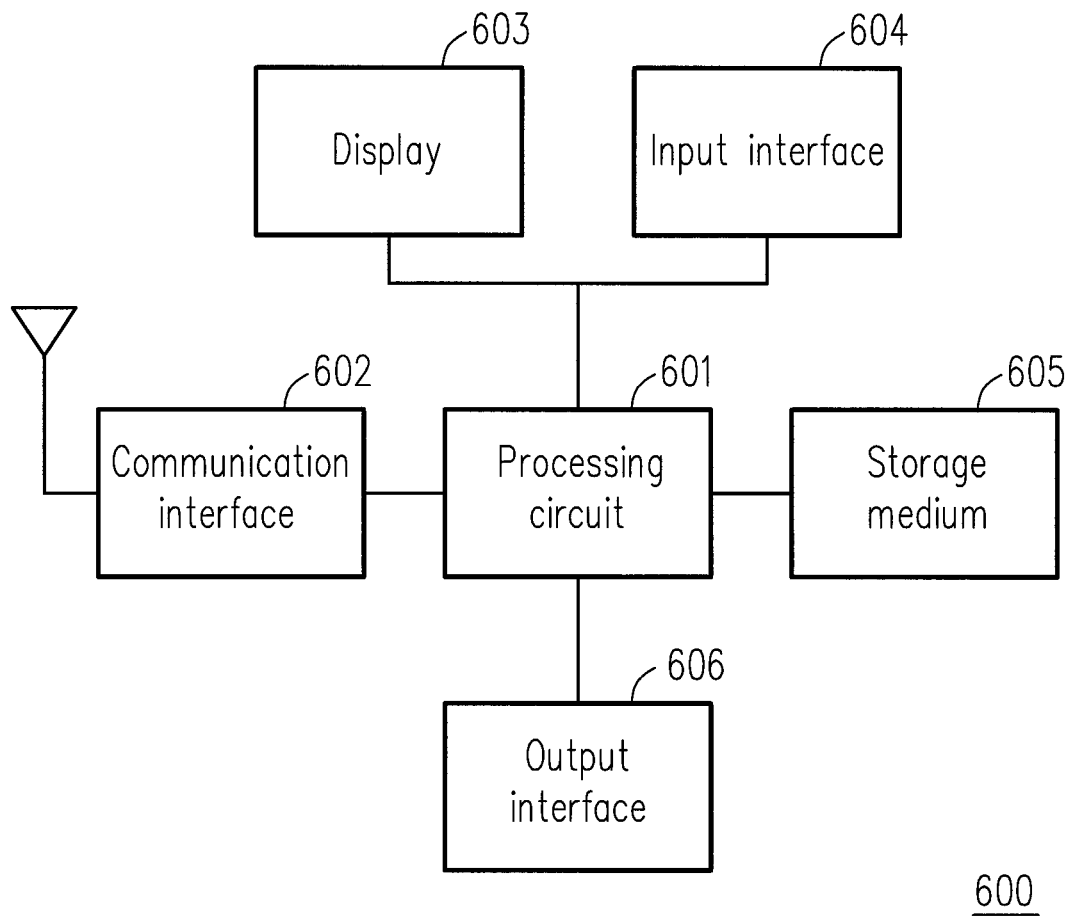 603
604
Display
Input interface
602
601
605
Communication
interface
Processing
circuit
Storage
medium
606
Output
interface
600